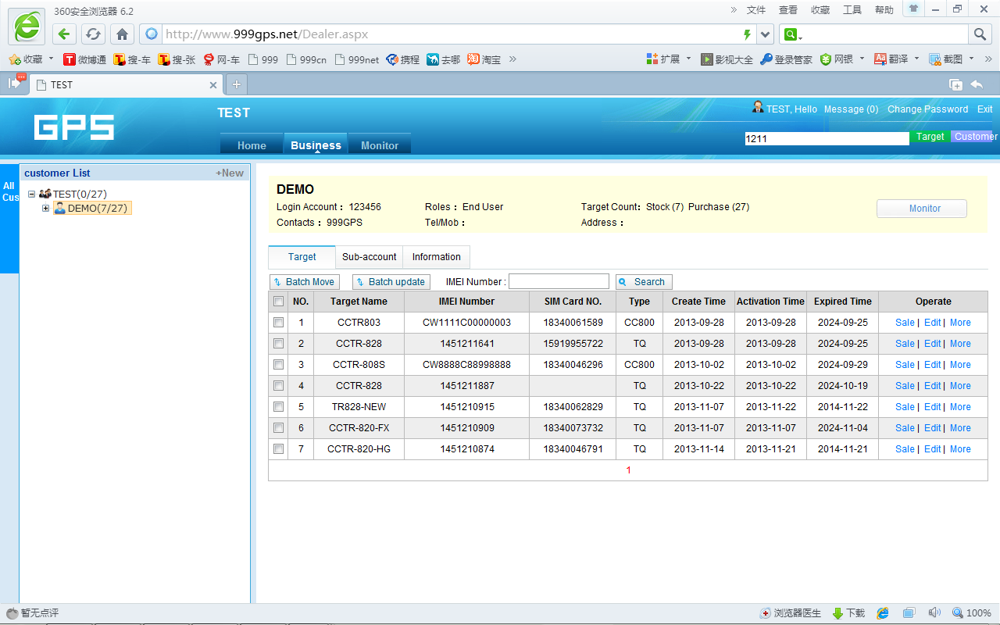 360安全浏览器 6.2
» 文件 查看 收藏 工具 帮助
http://www.999gps.net/Dealer.aspx
收藏 微博通 搜-车 搜-张 网-车 999 999cn 999net 携程 去哪 淘宝 » 扩展 影视大全 登录管家 网银 翻译 截图 »
TEST
GPS
TEST
TEST, Hello Message (0) Change Password Exit
Home Business Monitor
1211 Target Customer
All
Cus
customer List +New
TEST(0/27)
DEMO(7/27)
DEMO
Login Account： 123456 Roles： End User Target Count： Stock (7) Purchase (27)
Contacts： 999GPS Tel/Mob： Address：
Monitor
Target Sub-account Information
Batch Move Batch update IMEI Number : Search
NO. Target Name IMEI Number SIM Card NO. Type Create Time Activation Time Expired Time Operate
1 CCTR803 CW1111C00000003 18340061589 CC800 2013-09-28 2013-09-28 2024-09-25 Sale | Edit | More
2 CCTR-828 1451211641 15919955722 TQ 2013-09-28 2013-09-28 2024-09-25 Sale | Edit | More
3 CCTR-808S CW8888C88998888 18340046296 CC800 2013-10-02 2013-10-02 2024-09-29 Sale | Edit | More
4 CCTR-828 1451211887 TQ 2013-10-22 2013-10-22 2024-10-19 Sale | Edit | More
5 TR828-NEW 1451210915 18340062829 TQ 2013-11-07 2013-11-22 2014-11-22 Sale | Edit | More
6 CCTR-820-FX 1451210909 18340073732 TQ 2013-11-07 2013-11-07 2024-11-04 Sale | Edit | More
7 CCTR-820-HG 1451210874 18340046791 TQ 2013-11-14 2013-11-21 2014-11-21 Sale | Edit | More
1
暂无点评 浏览器医生 下载 100%